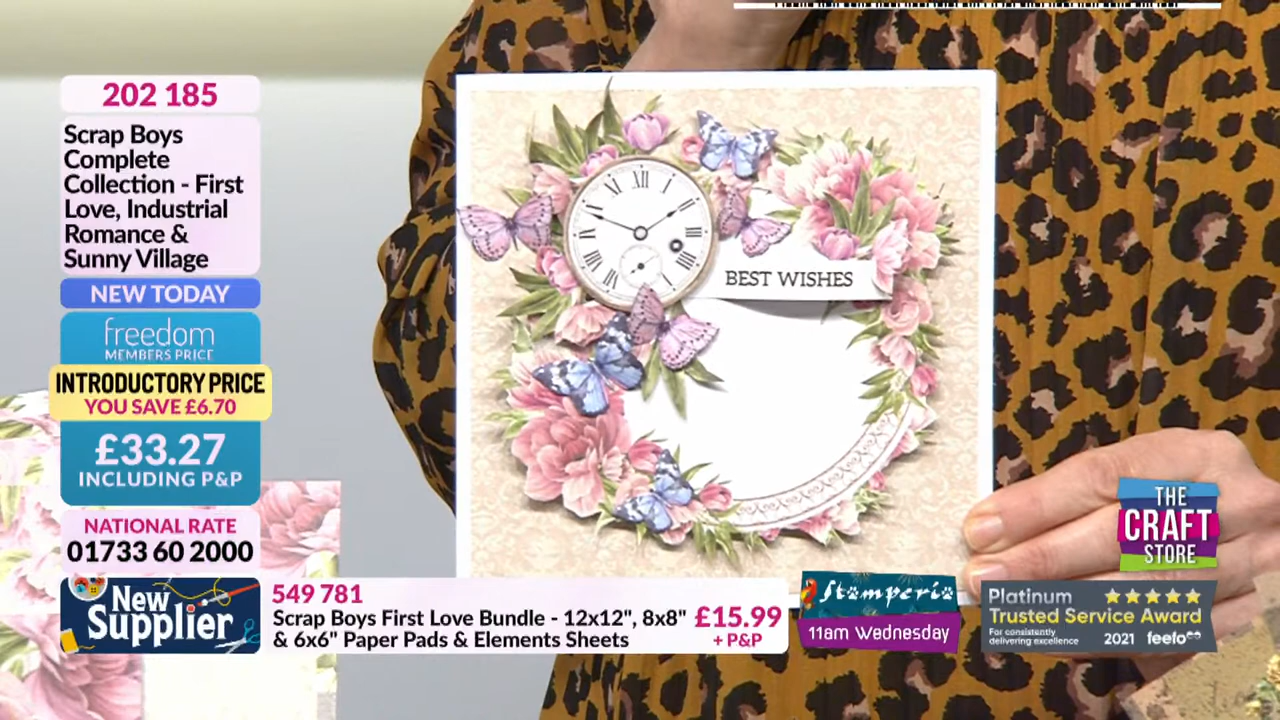 202 185
Scrap Boys
Complete
Collection - First
Love, Industrial
Romance &
Sunny Village
NEW TODAY
freedom
MEMBERS PRICE
INTRODUCTORY PRICE
YOU SAVE £6.70
£33.27
INCLUDING P&P
NATIONAL RATE
01733 60 2000
BEST WISHES
THE
CRAFT
STORE
New
Supplier
549 781
Scrap Boys First Love Bundle - 12x12", 8x8"
& 6x6" Paper Pads & Elements Sheets
£15.99
+ P&P
Stamperia
11am Wednesday
Platinum
Trusted Service Award
For consistently
delivering excellence
2021 feefo